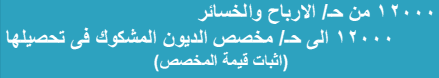 ١٢٠٠٠ من حـ/ الارباح والخسائر
١٢٠٠٠ الى حـ/ مخصص الديون المشكوك فى تحصيلها
(اثبات قيمة المخصص)